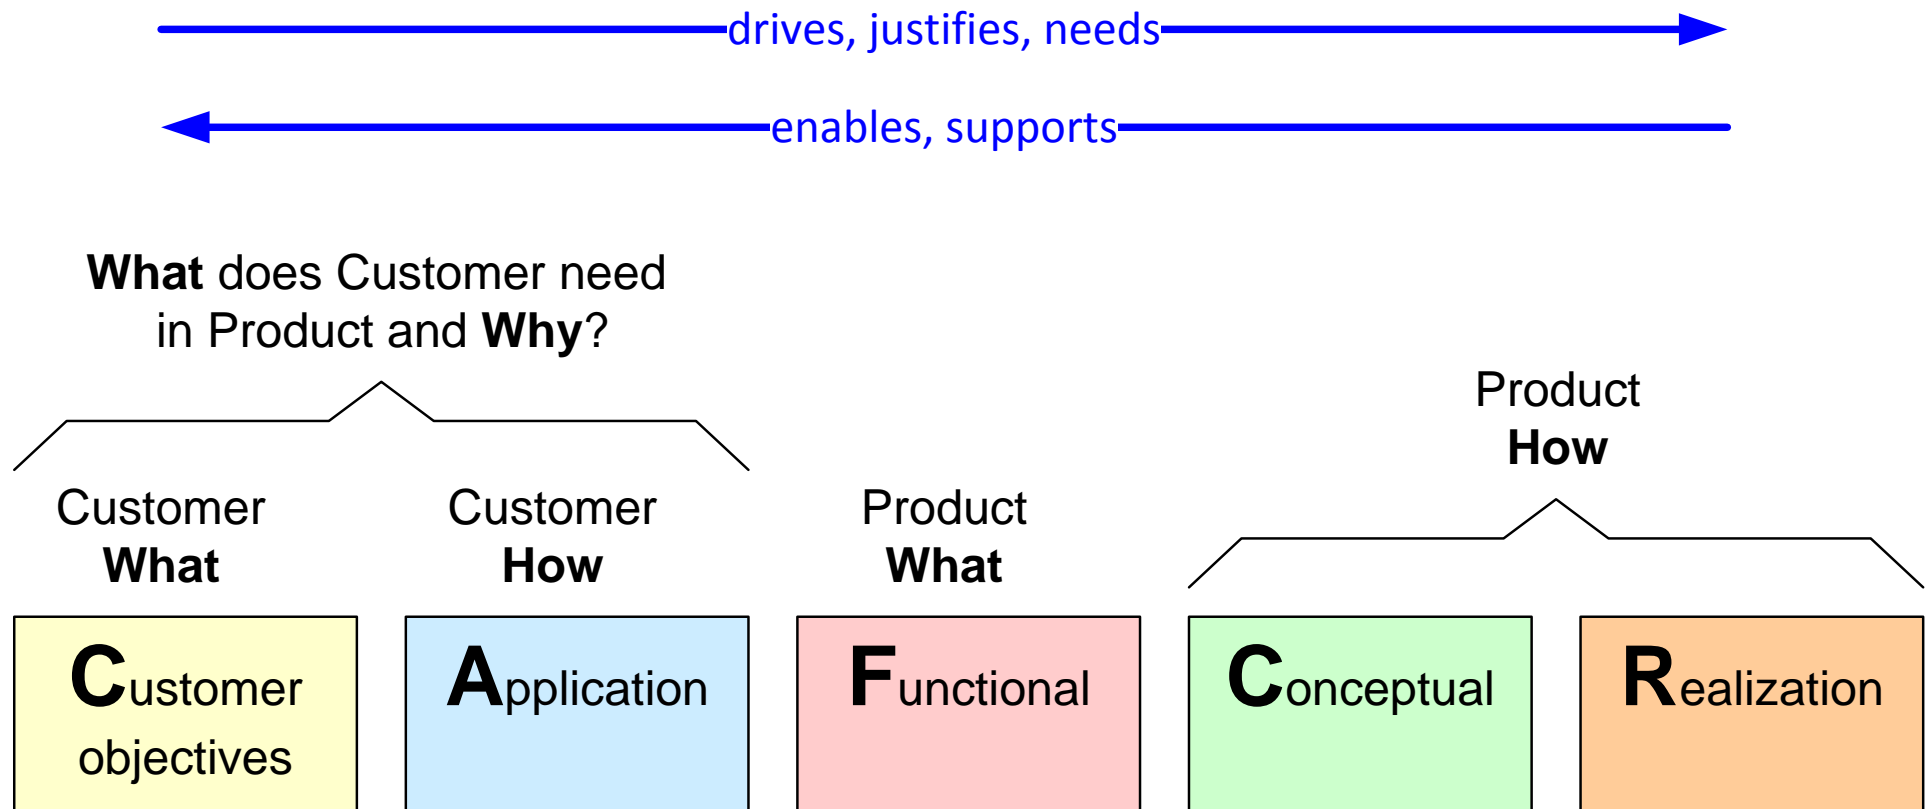 drives, justifies, needs
enables, supports
What does Customer need
in Product and Why?
Product
How
Customer
What
Customer
How
Product
What
Customer
objectives
Application
Functional
Conceptual
Realization